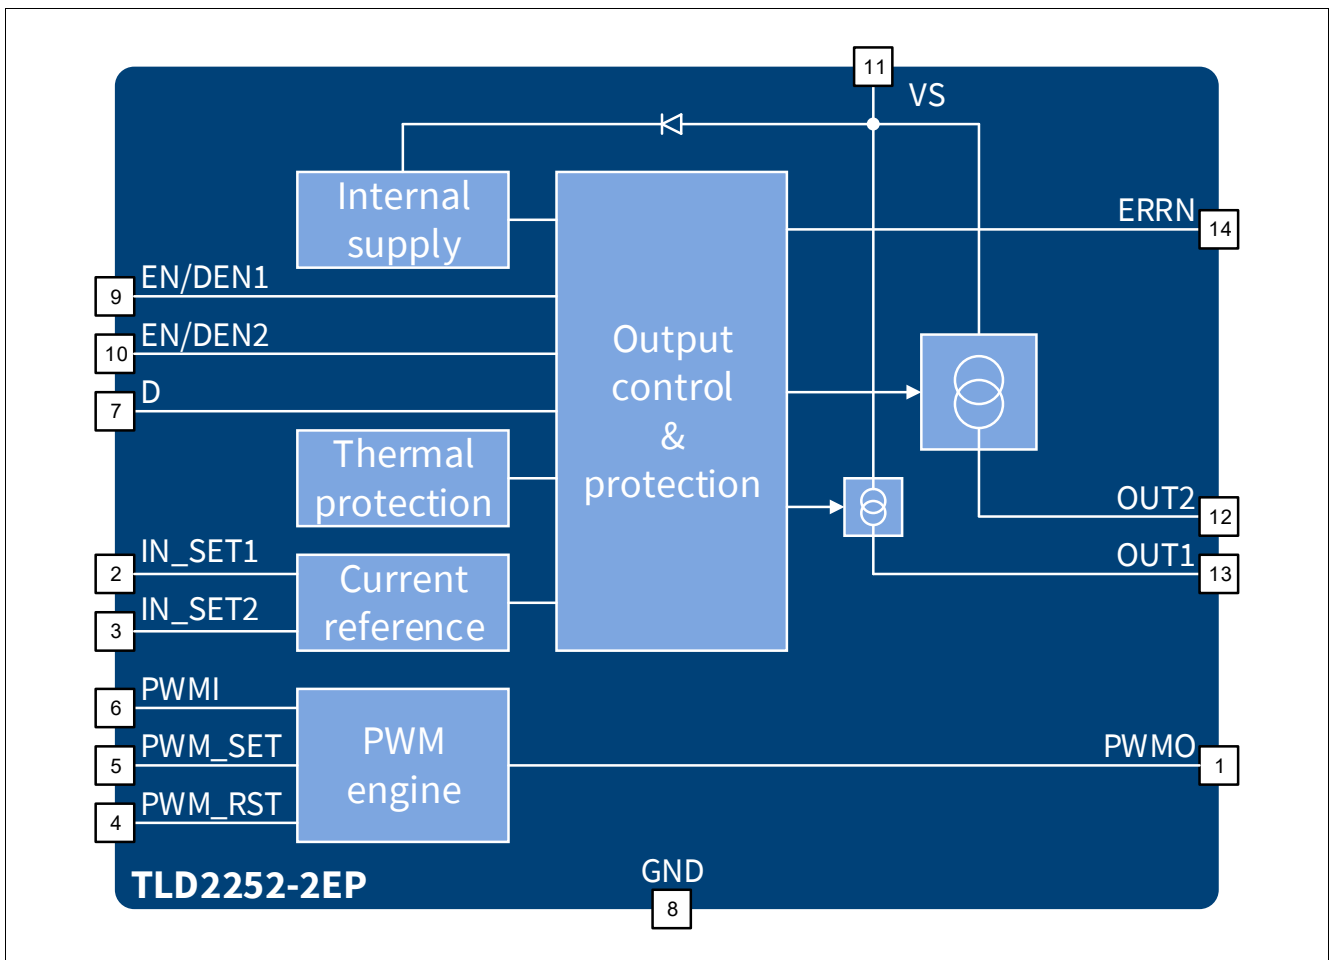 11
VS
Internal
supply
ERRN
14
9
EN/DEN1
10
EN/DEN2
7
D
Output
control
&
protection
Thermal
protection
OUT2
12
2
IN_SET1
OUT1
13
3
IN_SET2
Current
reference
6
PWMI
5
PWM_SET
4
PWM_RST
PWM
engine
PWMO
1
TLD2252-2EP
GND
8